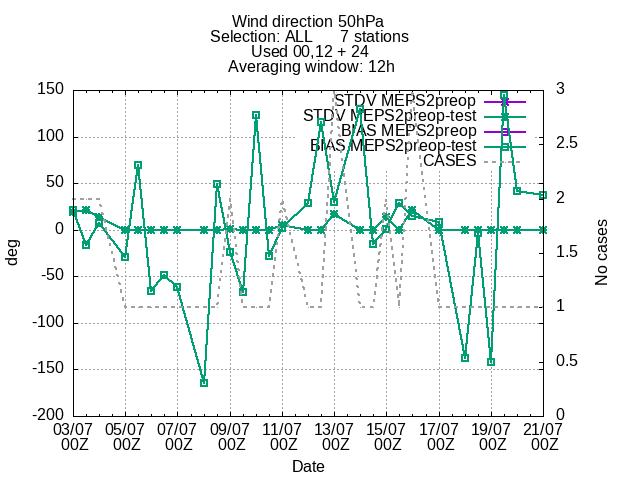 Wind direction 50hPa
Selection: ALL 7 stations
Used 00,12 + 24
Averaging window: 12h
STDV MEPS2preop
STDV MEPS2preop-test
BIAS MEPS2preop
BIAS MEPS2preop-test
CASES
150
100
50
0
-50
-100
-150
-200
deg
3
2.5
2
1.5
1
0.5
0
No cases
03/07 05/07 07/07 09/07 11/07 13/07 15/07 17/07 19/07 21/07
00Z 00Z 00Z 00Z 00Z 00Z 00Z 00Z 00Z 00Z
Date